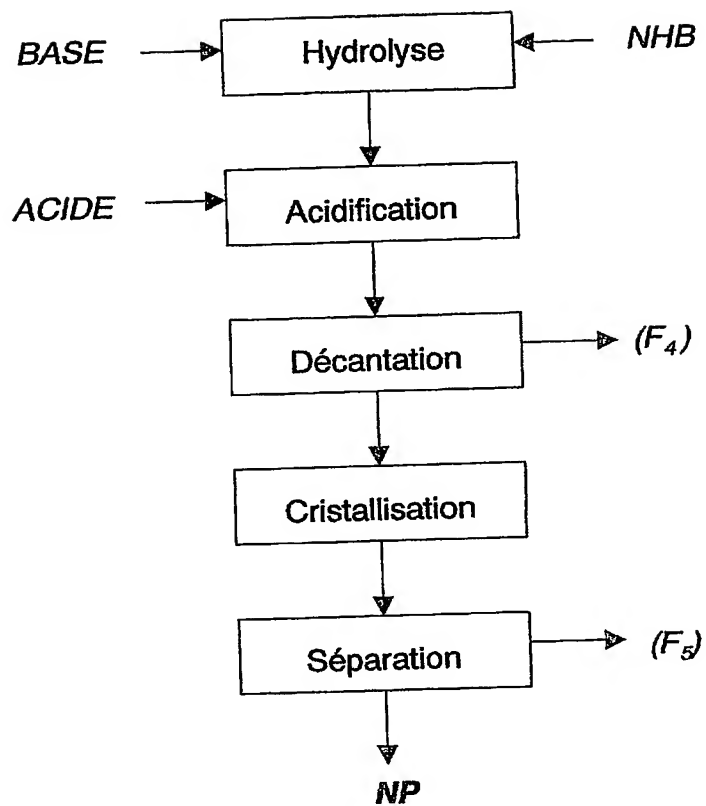 BASE Hydrolyse NHB
ACIDE Acidification
Décantation (F4)
Cristallisation
Séparation (F5)
NP